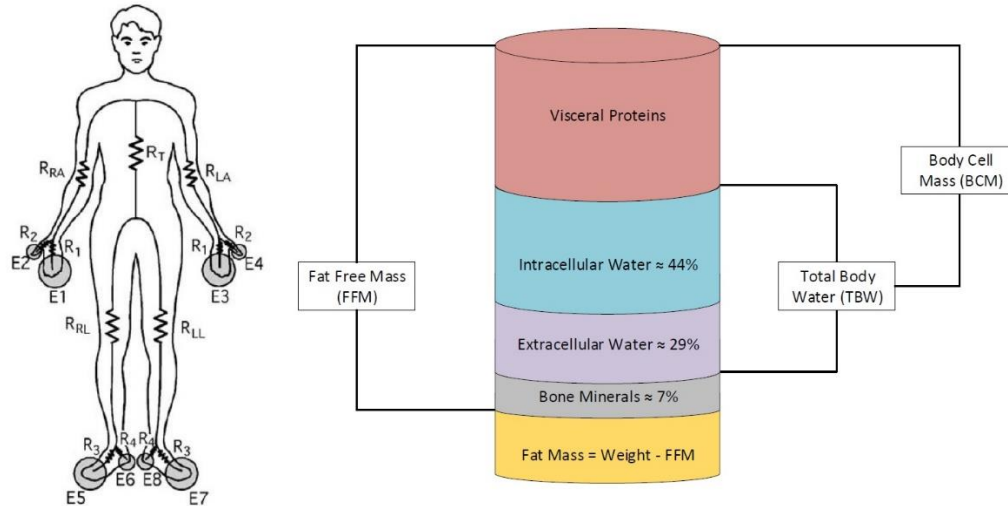 R_T
R_RA
R_LA
R_2
R_1
R_1
R_2
E2
E4
E1
E3
R_RL
R_LL
R_3
R_4
R_4
R_3
E5
E6
E8
E7
Visceral Proteins
Intracellular Water ≈ 44%
Extracellular Water ≈ 29%
Bone Minerals ≈ 7%
Fat Mass = Weight - FFM
Fat Free Mass
(FFM)
Body Cell
Mass (BCM)
Total Body
Water (TBW)